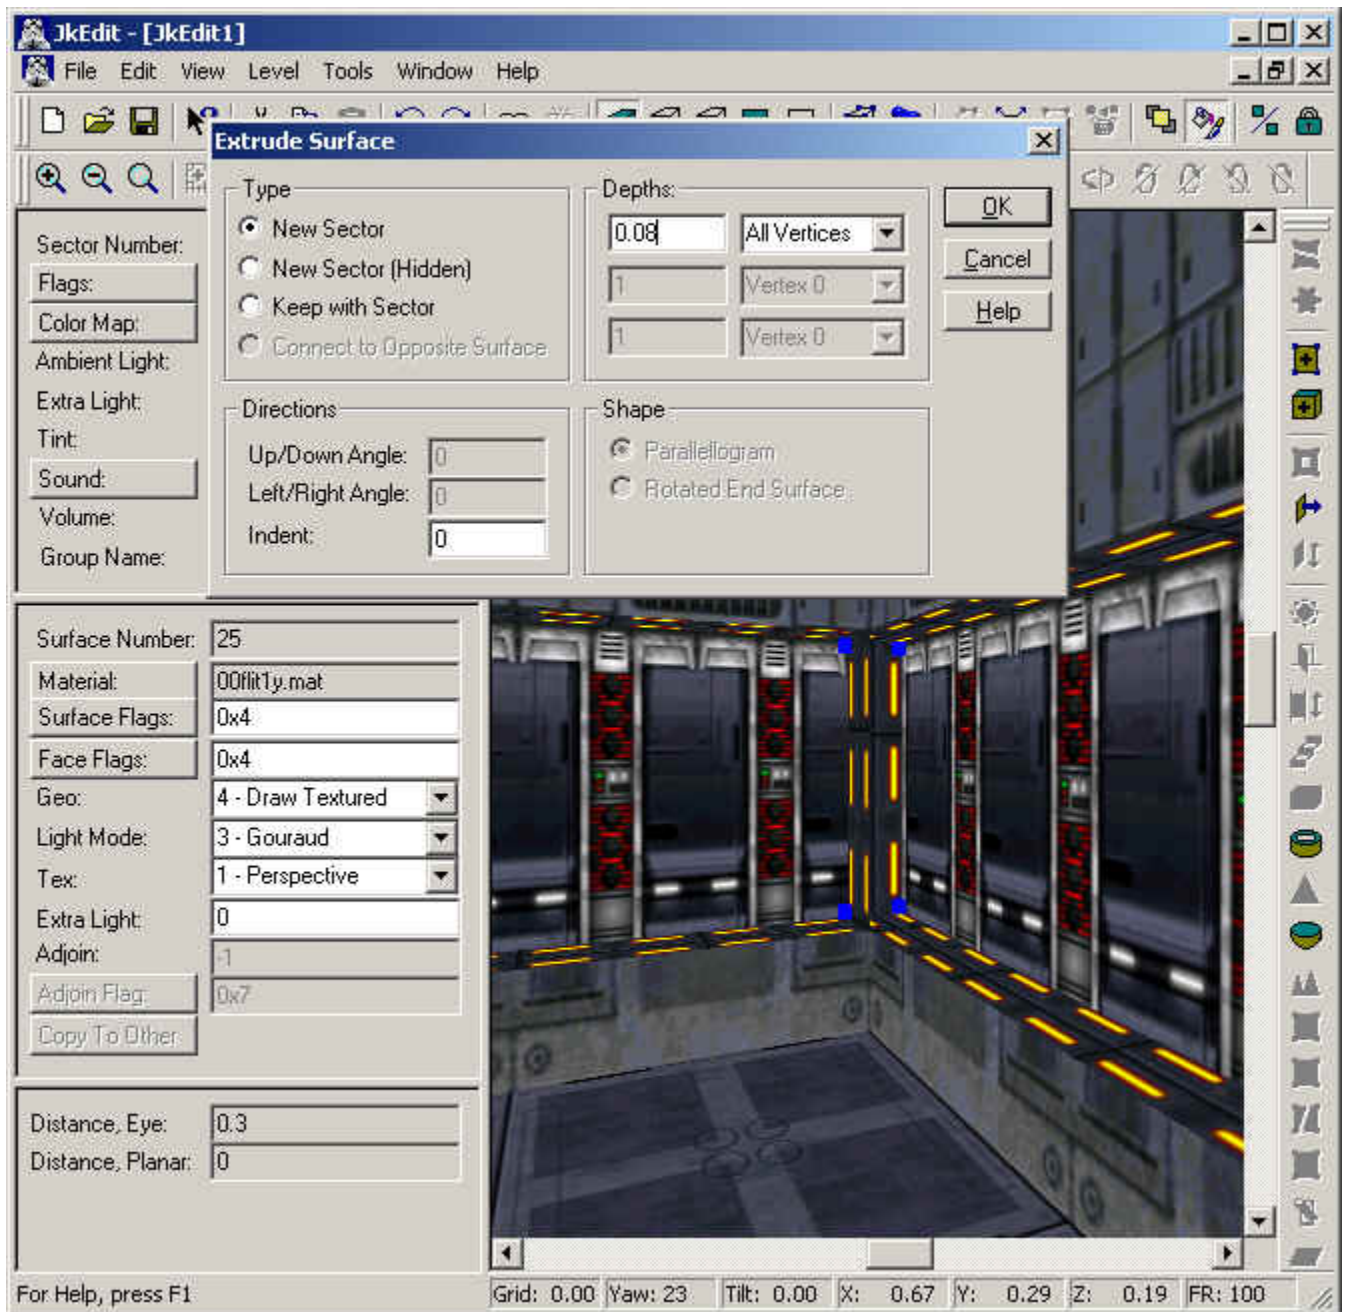 JkEdit - [JkEdit1]
File Edit View Level Tools Window Help
Extrude Surface
Type
New Sector
New Sector (Hidden)
Keep with Sector
Connect to Opposite Surface
Depths:
0.08 All Vertices
1 Vertex 0
1 Vertex 0
OK
Cancel
Help
Directions
Up/Down Angle: 0
Left/Right Angle: 0
Indent: 0
Shape
Parallellogram
Rotated End Surface
Sector Number:
Flags:
Color Map:
Ambient Light:
Extra Light:
Tint:
Sound:
Volume:
Group Name:
Surface Number: 25
Material: 00flit1y.mat
Surface Flags: 0x4
Face Flags: 0x4
Geo: 4 - Draw Textured
Light Mode: 3 - Gouraud
Tex: 1 - Perspective
Extra Light: 0
Adjoin: -1
Adjoin Flag: 0x7
Copy To Other
Distance, Eye: 0.3
Distance, Planar: 0
For Help, press F1
Grid: 0.00 Yaw: 23 Tilt: 0.00 X: 0.67 Y: 0.29 Z: 0.19 FR: 100